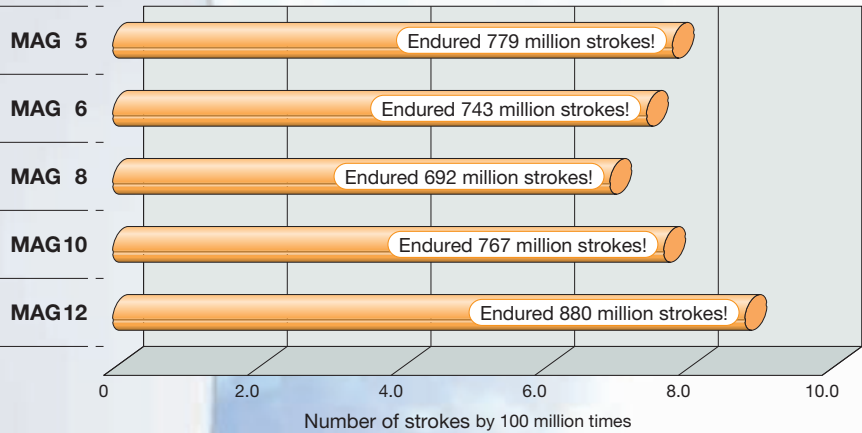 MAG 5 Endured 779 million strokes!
MAG 6 Endured 743 million strokes!
MAG 8 Endured 692 million strokes!
MAG10 Endured 767 million strokes!
MAG12 Endured 880 million strokes!
0 2.0 4.0 6.0 8.0 10.0
Number of strokes by 100 million times